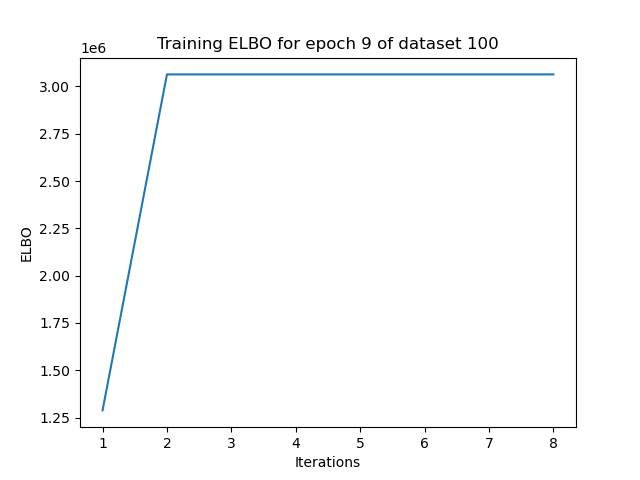 Training ELBO for epoch 9 of dataset 100
1e6
3.00
2.75
2.50
2.25
2.00
1.75
1.50
1.25
ELBO
1 2 3 4 5 6 7 8
Iterations